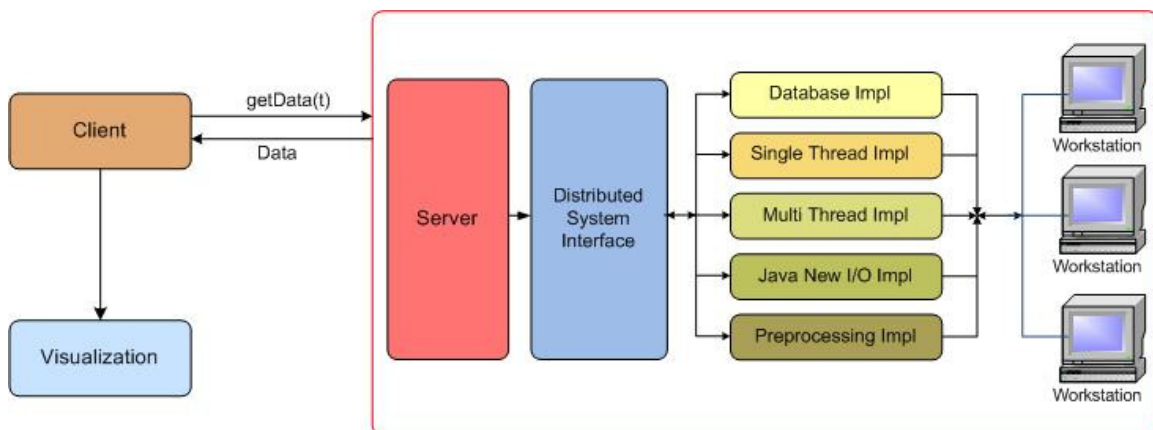 getData(t)
Data
Client
Visualization
Server
Distributed
System
Interface
Database Impl
Single Thread Impl
Multi Thread Impl
Java New I/O Impl
Preprocessing Impl
Workstation
Workstation
Workstation